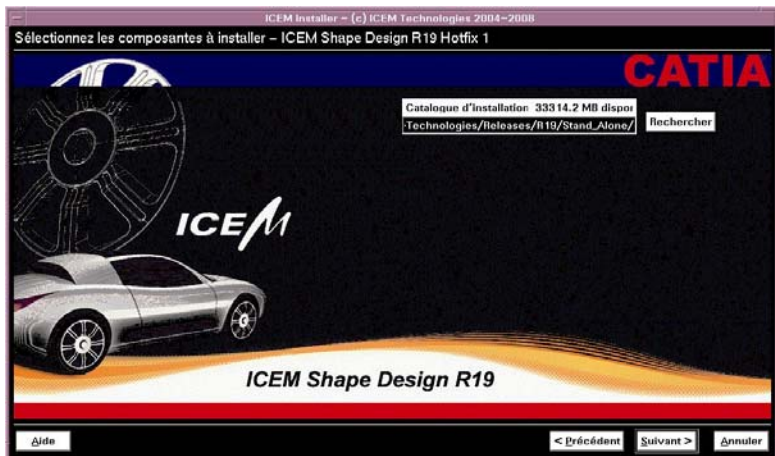 ICEM Installer – (c) ICEM Technologies 2004–2008
Sélectionnez les composantes à installer – ICEM Shape Design R19 Hotfix 1
CATIA
Catalogue d'installation 33314.2 MB dispor
-Technologies/Releases/R19/Stand_Alone/
Rechercher
ICEM
ICEM Shape Design R19
Aide
< Précédent
Suivant >
Annuler